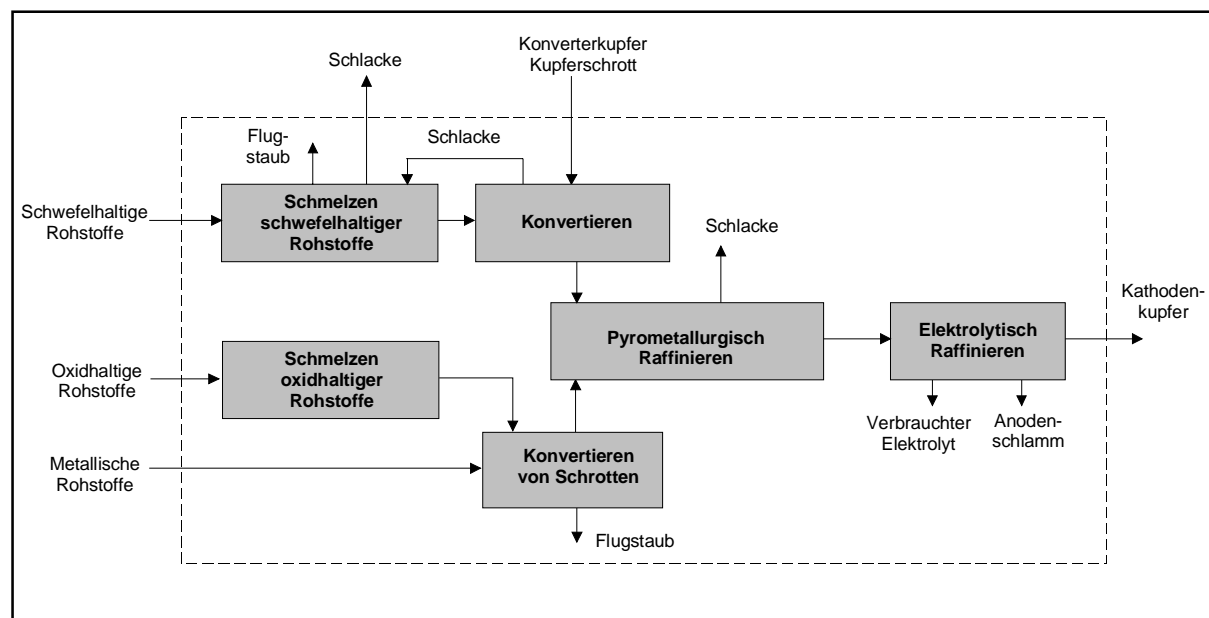 Konverterkupfer
Kupferschrott
Schlacke
Flug-
staub
Schlacke
Schwefelhaltige
Rohstoffe
Schmelzen
schwefelhaltiger
Rohstoffe
Konvertieren
Schlacke
Kathoden-
kupfer
Pyrometallurgisch
Raffinieren
Elektrolytisch
Raffinieren
Oxidhaltige
Rohstoffe
Schmelzen
oxidhaltiger
Rohstoffe
Verbrauchter
Elektrolyt
Anoden-
schlamm
Metallische
Rohstoffe
Konvertieren
von Schrotten
Flugstaub